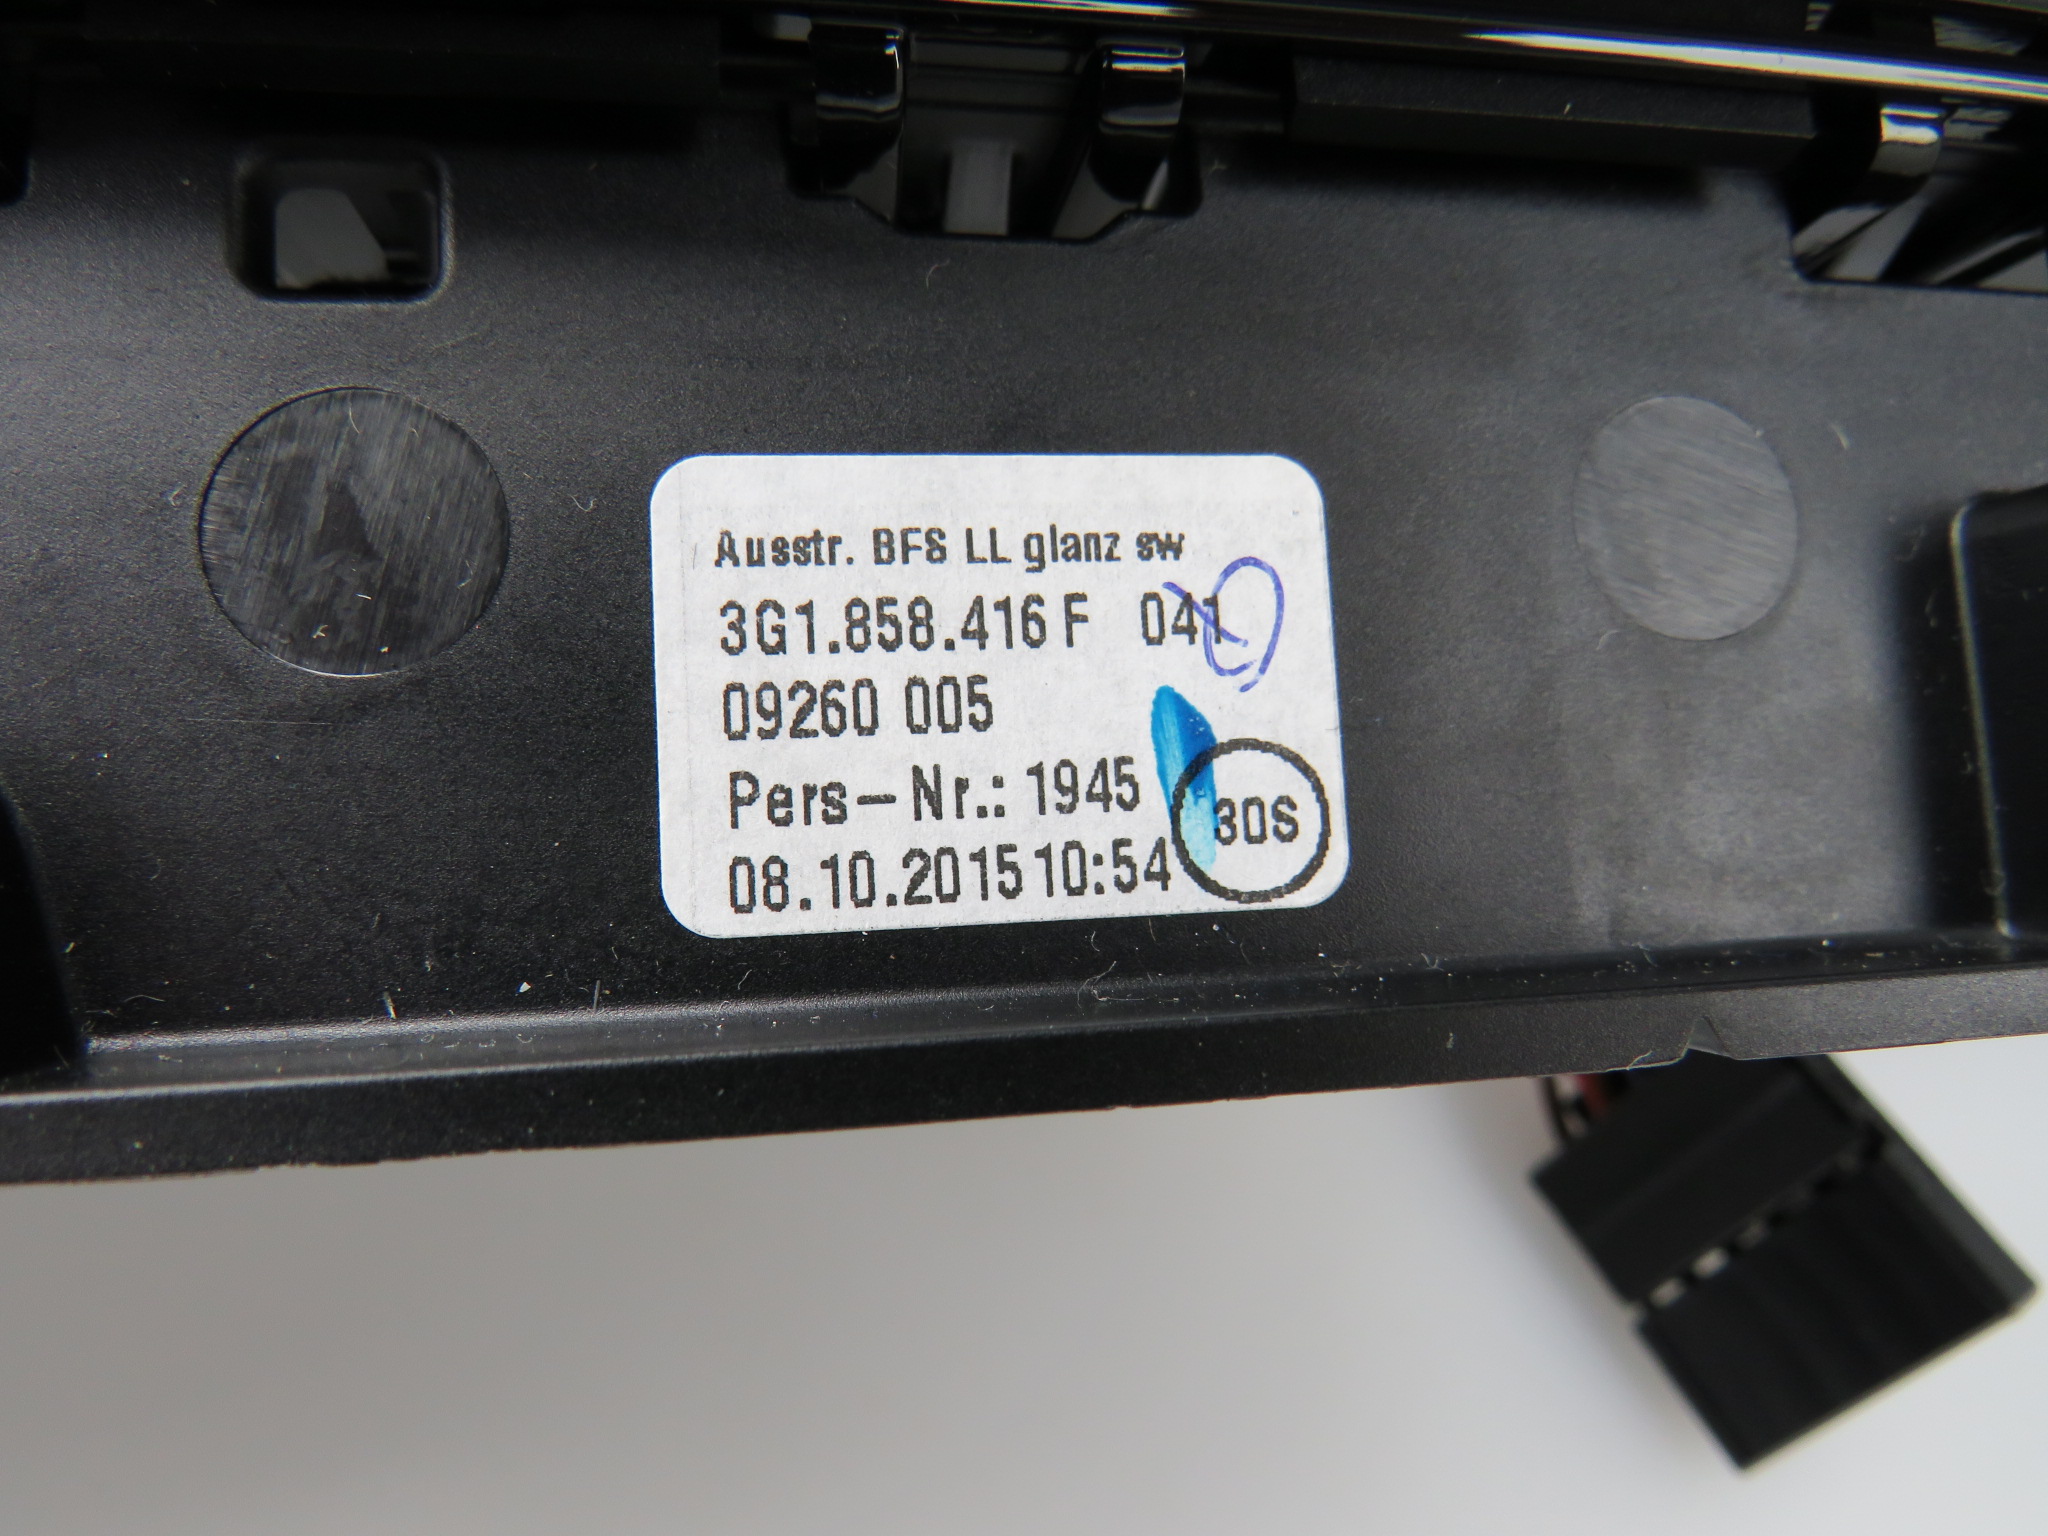 Ausstr. BFS LL glanz sw
3G1.858.416 F 041
09260 005
Pers-Nr.: 1945
30S
08.10.2015 10:54